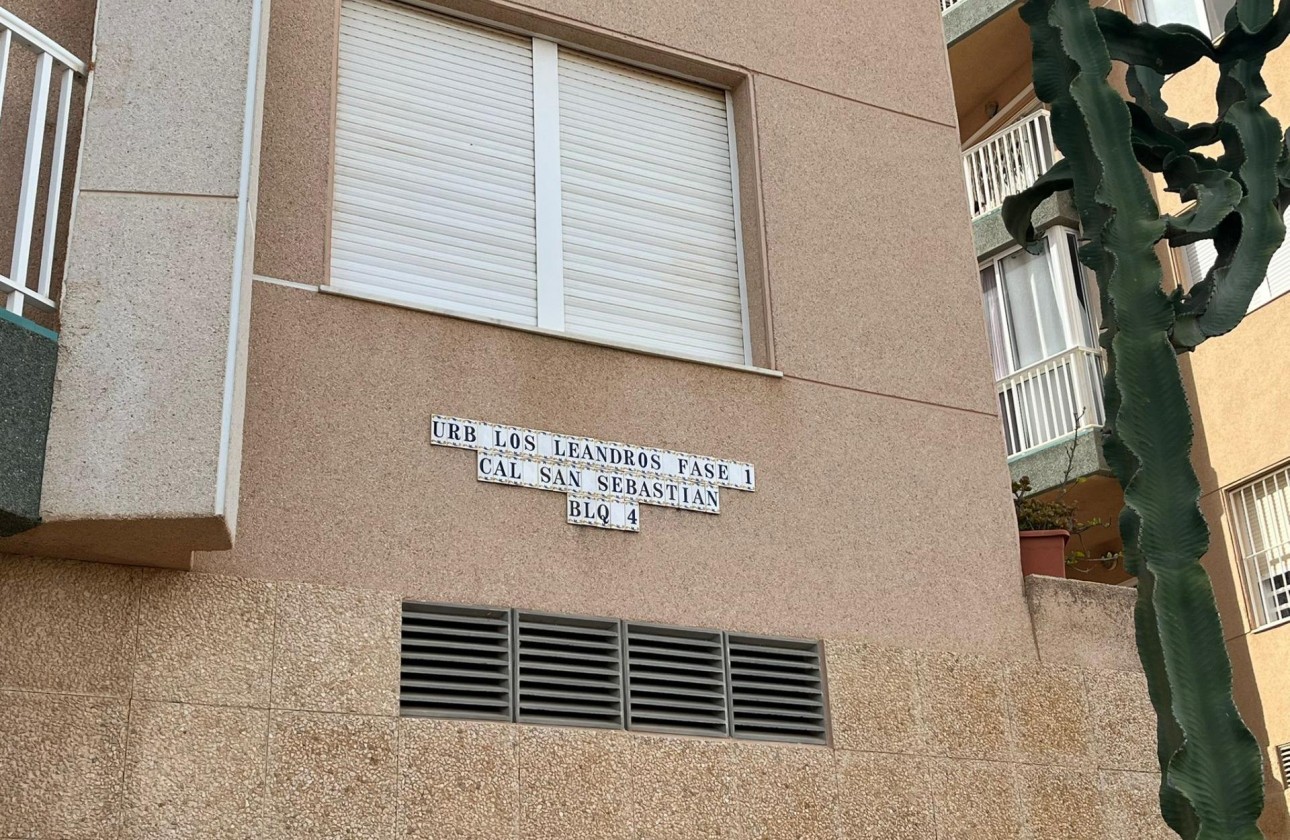 URB LOS LEANDROS FASE 1
CAL SAN SEBASTIAN
BLQ 4